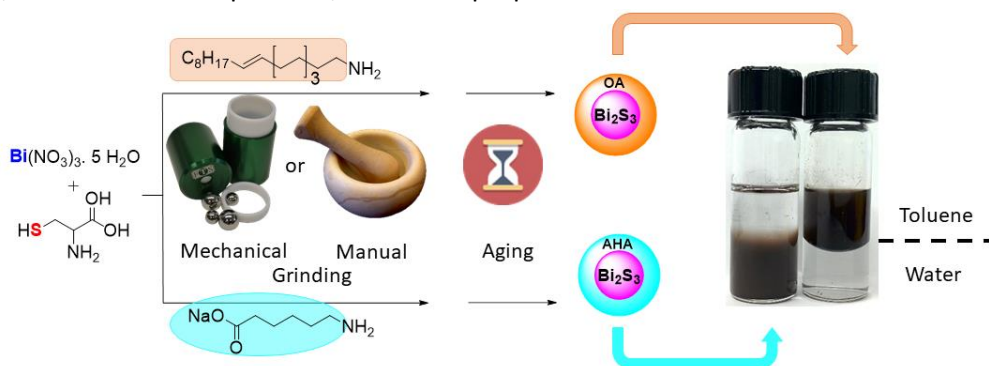 C₈H₁₇
NH₂
3
OA
Bi₂S₃
Bi(NO₃)₃. 5 H₂O
+
OH
HS
OH
NH₂
or
Mechanical
Manual
Grinding
Aging
Toluene
Water
AHA
Bi₂S₃
NaO
NH₂
O